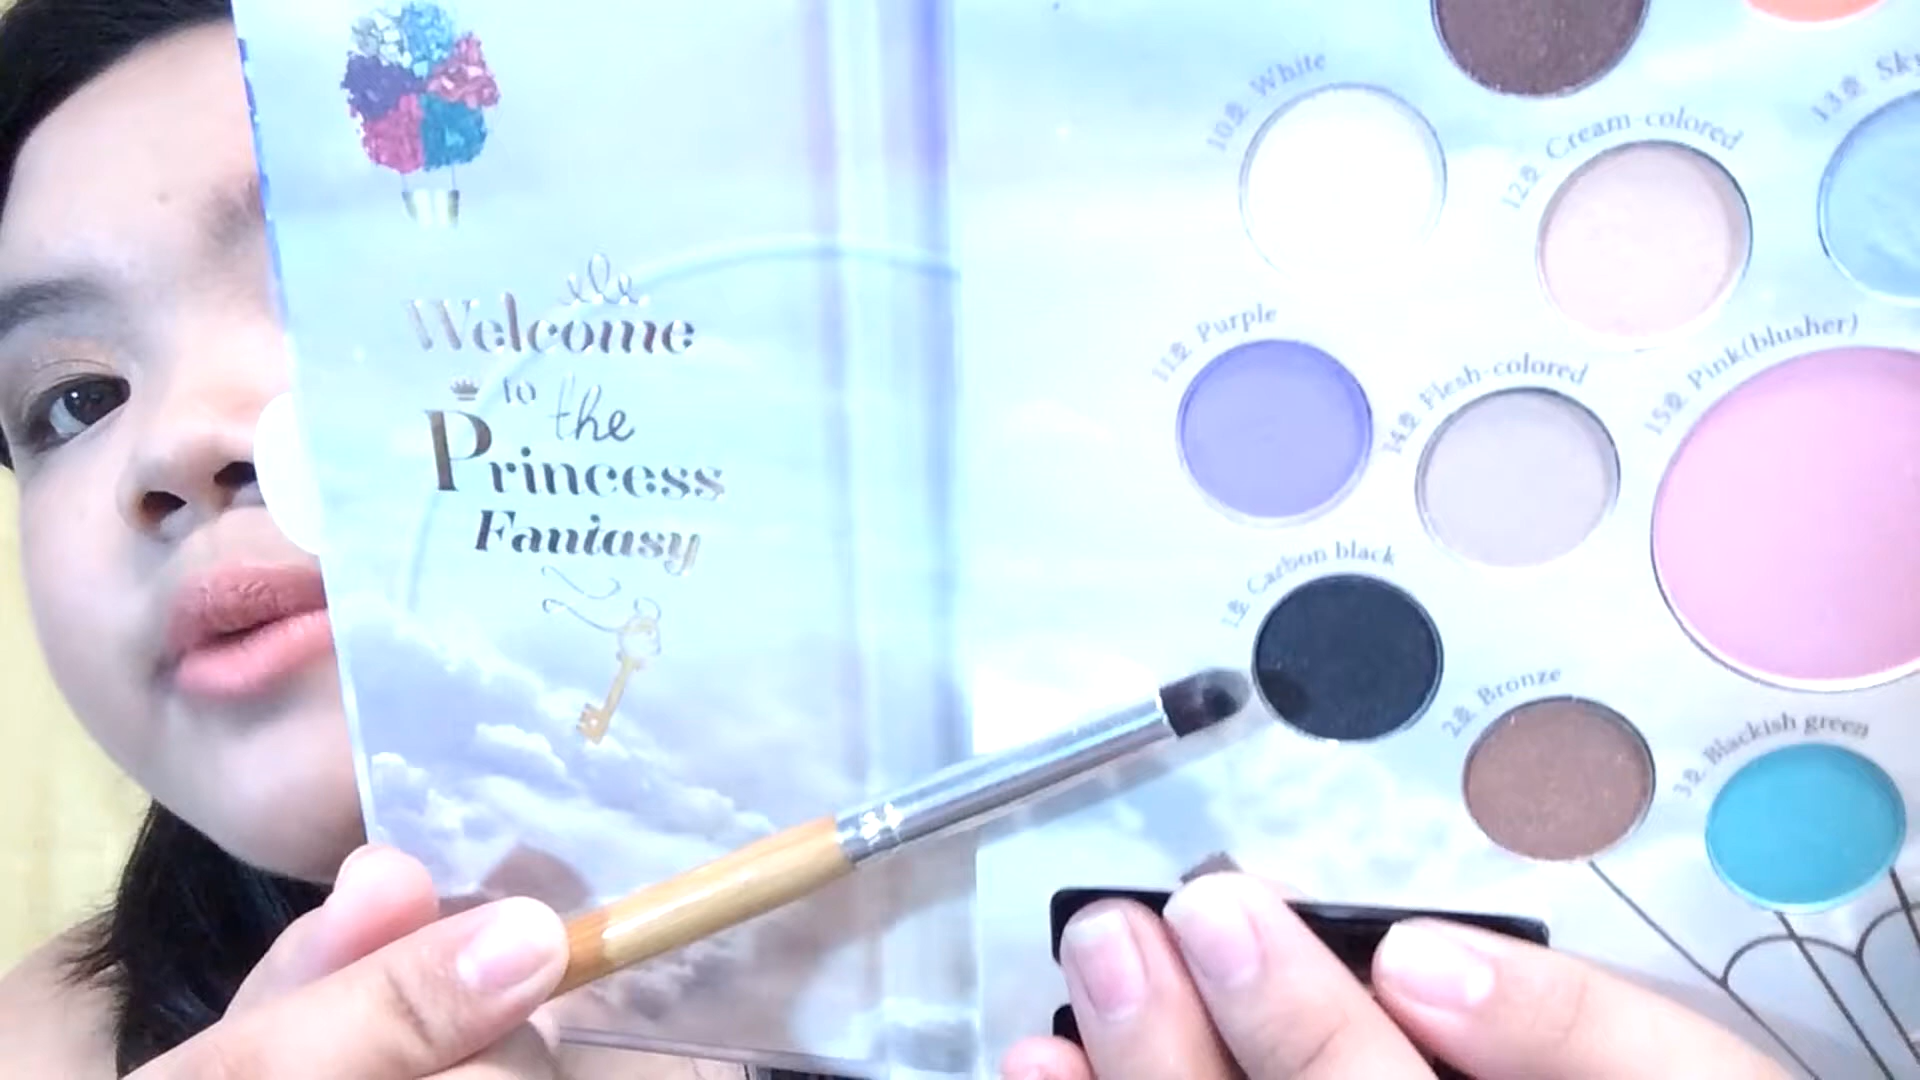 Welcome
to the
Princess
Fantasy
10호 White
12호 Cream-colored
13호 Sky
11호 Purple
14호 Flesh-colored
15호 Pink(blusher)
1호 Carbon black
2호 Bronze
3호 Blackish green